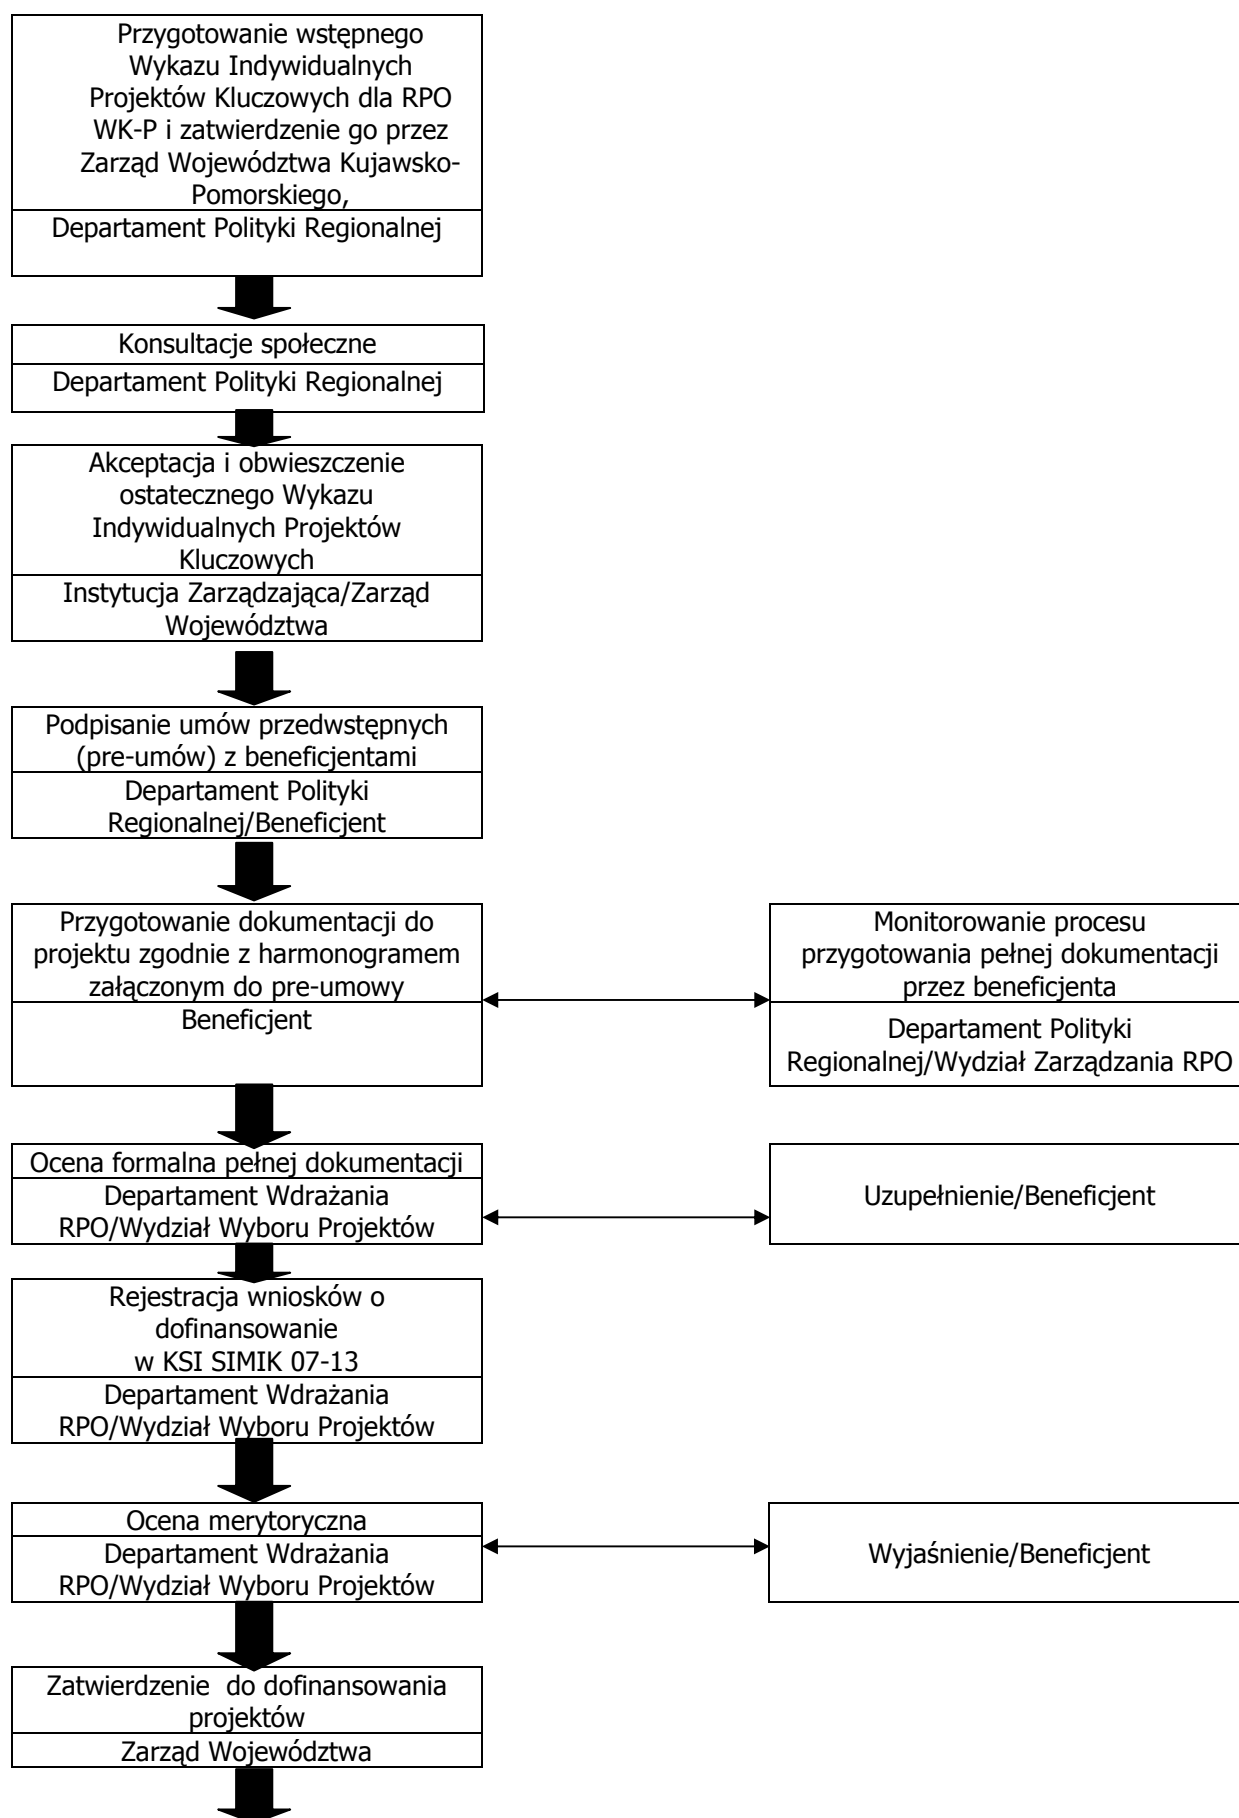 Przygotowanie wstępnego
Wykazu Indywidualnych
Projektów Kluczowych dla RPO
WK-P i zatwierdzenie go przez
Zarząd Województwa Kujawsko-
Pomorskiego,
Departament Polityki Regionalnej
Konsultacje społeczne
Departament Polityki Regionalnej
Akceptacja i obwieszczenie
ostatecznego Wykazu
Indywidualnych Projektów
Kluczowych
Instytucja Zarządzająca/Zarząd
Województwa
Podpisanie umów przedwstępnych
(pre-umów) z beneficjentami
Departament Polityki
Regionalnej/Beneficjent
Przygotowanie dokumentacji do
projektu zgodnie z harmonogramem
załączonym do pre-umowy
Beneficjent
Monitorowanie procesu
przygotowania pełnej dokumentacji
przez beneficjenta
Departament Polityki
Regionalnej/Wydział Zarządzania RPO
Ocena formalna pełnej dokumentacji
Departament Wdrażania
RPO/Wydział Wyboru Projektów
Uzupełnienie/Beneficjent
Rejestracja wniosków o
dofinansowanie
w KSI SIMIK 07-13
Departament Wdrażania
RPO/Wydział Wyboru Projektów
Ocena merytoryczna
Departament Wdrażania
RPO/Wydział Wyboru Projektów
Wyjaśnienie/Beneficjent
Zatwierdzenie  do dofinansowania
projektów
Zarząd Województwa